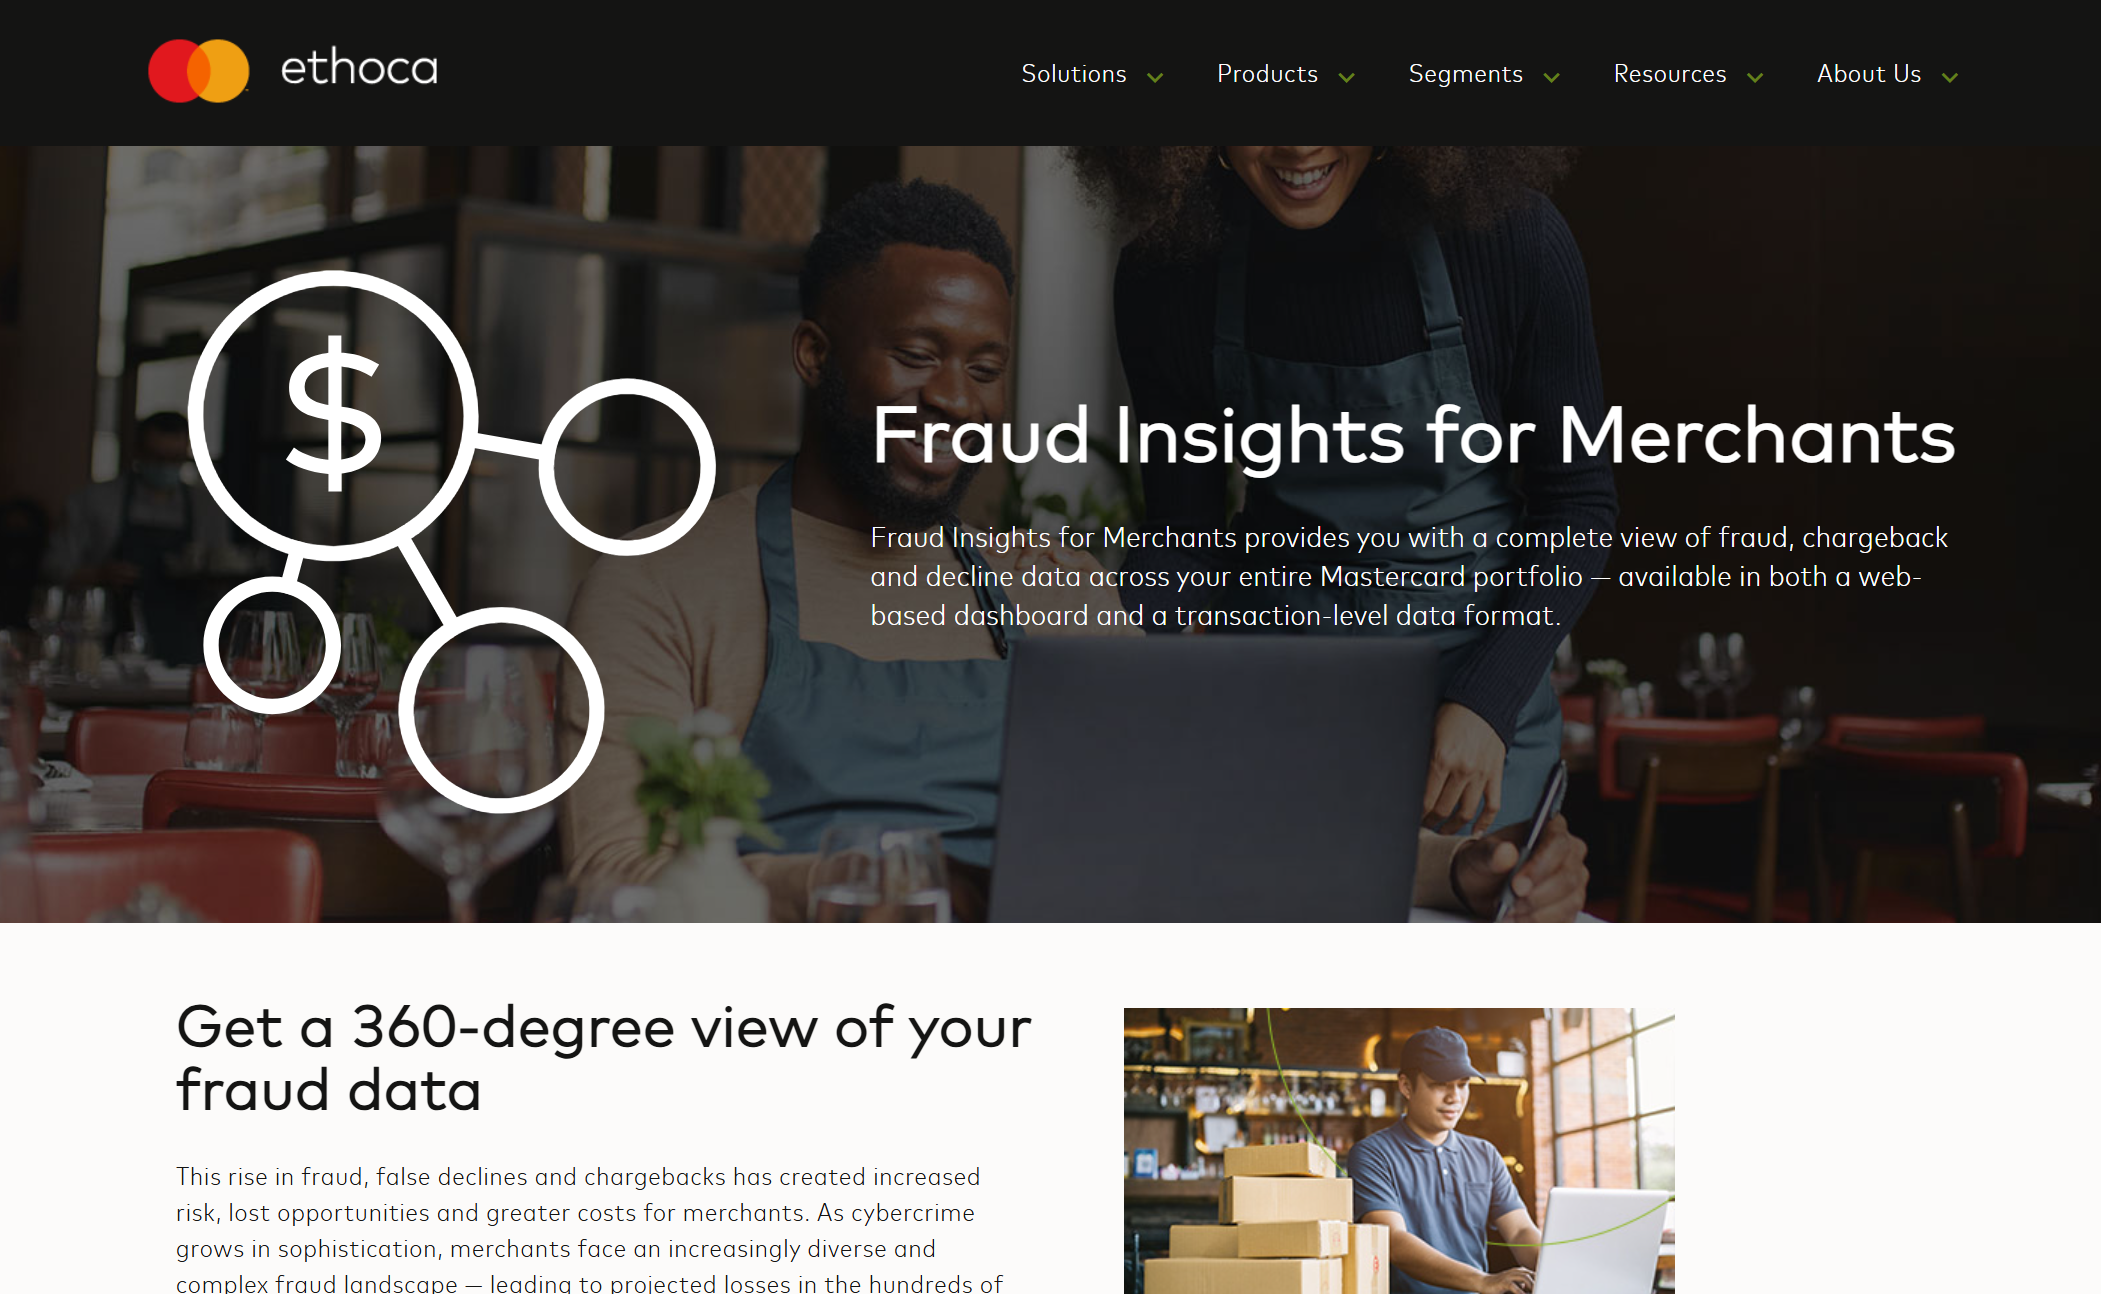 ethoca
Solutions
Products
Segments
Resources
About Us
$
Fraud Insights for Merchants
Fraud Insights for Merchants provides you with a complete view of fraud, chargeback
and decline data across your entire Mastercard portfolio — available in both a web-
based dashboard and a transaction-level data format.
Get a 360-degree view of your
fraud data
This rise in fraud, false declines and chargebacks has created increased
risk, lost opportunities and greater costs for merchants. As cybercrime
grows in sophistication, merchants face an increasingly diverse and
complex fraud landscape — leading to projected losses in the hundreds of